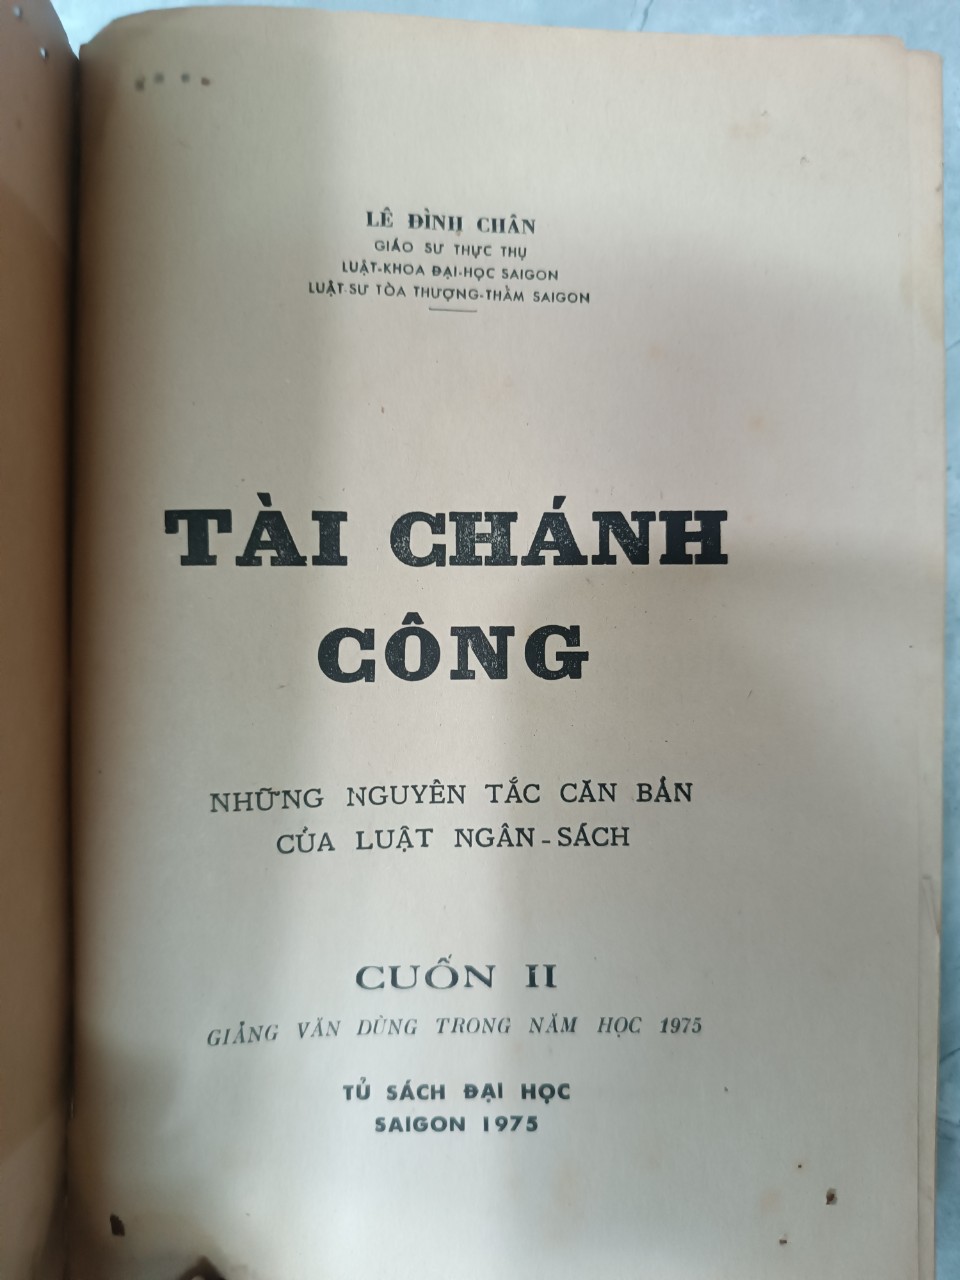 LÊ ĐÌNH CHÂN
GIÁO SƯ THỰC THỤ
LUẬT-KHOA ĐẠI-HỌC SAIGON
LUẬT-SƯ TÒA THƯỢNG-THẨM SAIGON
TÀI CHÁNH
CÔNG
NHỮNG NGUYÊN TẮC CĂN BẢN
CỦA LUẬT NGÂN-SÁCH
CUỐN II
GIẢNG VĂN DÙNG TRONG NĂM HỌC 1975
TỦ SÁCH ĐẠI HỌC
SAIGON 1975